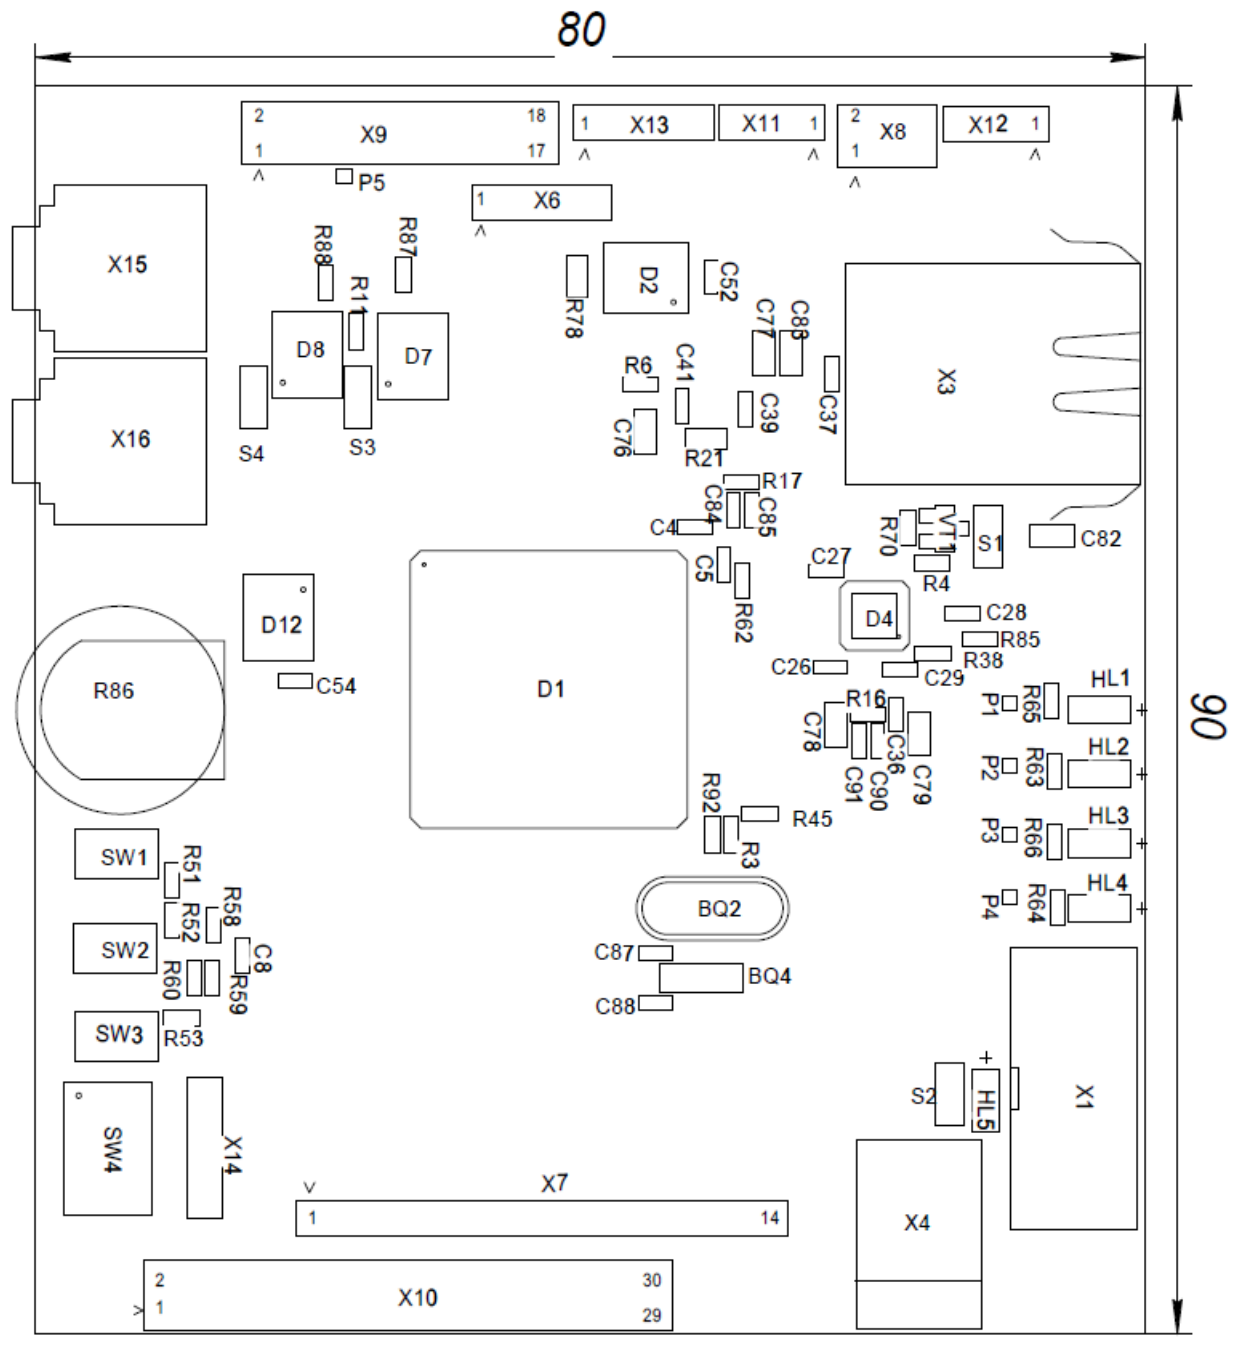 80
2 18
1 X9 17
1 X13
X11 1
2
X8
1
X12 1
P5
1 X6
X15
R88
R87
R11
D2
C52
R78
C77
C83
D8
D7
R6
C41
C39
C37
X3
X16
S4
S3
C76
R21
R17
C84
C85
C4
R70
VT1
S1
C82
C5
R62
C27
R4
D12
D4
C28
R85
R38
C26
C29
R86
C54
D1
R16
C78
C36
C79
C91
C90
P1
R65
HL1
+
90
P2
R63
HL2
+
R92
R3
R45
P3
R66
HL3
+
P4
R64
HL4
+
SW1
R51
R52
R58
SW2
C8
R60
R59
BQ2
C87
BQ4
C88
SW3
R53
+
S2
HL5
X1
SW4
X14
X7
1 14
X4
2 30
X10
1 29